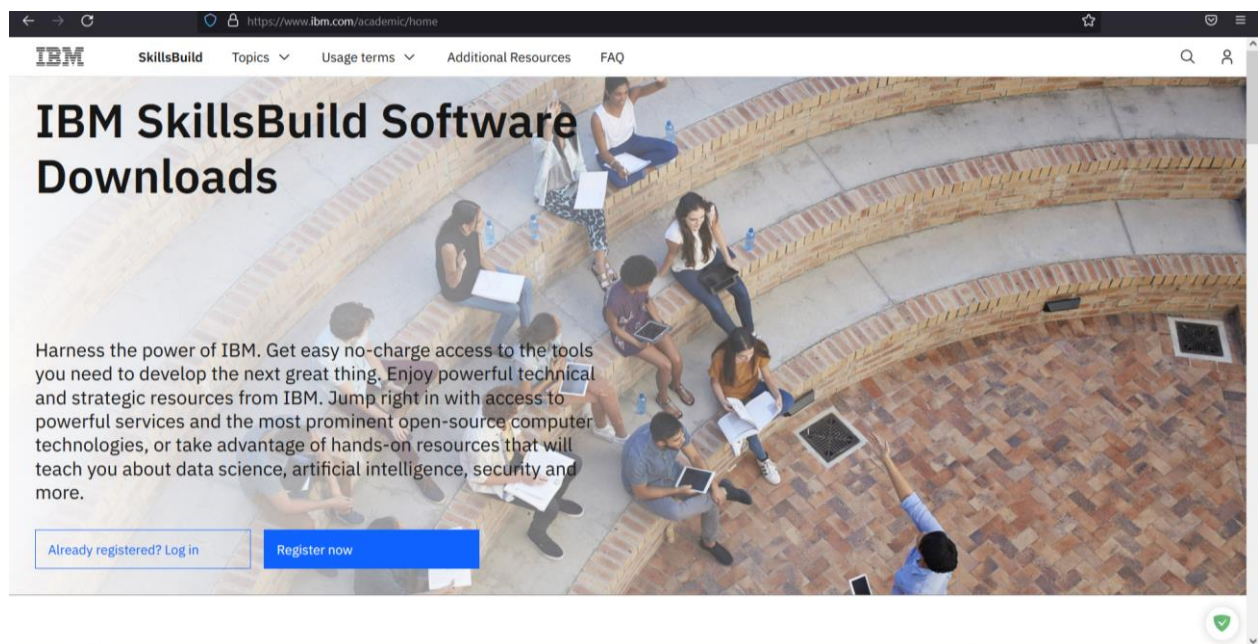 https://www.ibm.com/academic/home
IBM SkillsBuild Topics Usage terms Additional Resources FAQ
IBM SkillsBuild Software
Downloads
Harness the power of IBM. Get easy no-charge access to the tools
you need to develop the next great thing. Enjoy powerful technical
and strategic resources from IBM. Jump right in with access to
powerful services and the most prominent open-source computer
technologies, or take advantage of hands-on resources that will
teach you about data science, artificial intelligence, security and
more.
Already registered? Log in Register now